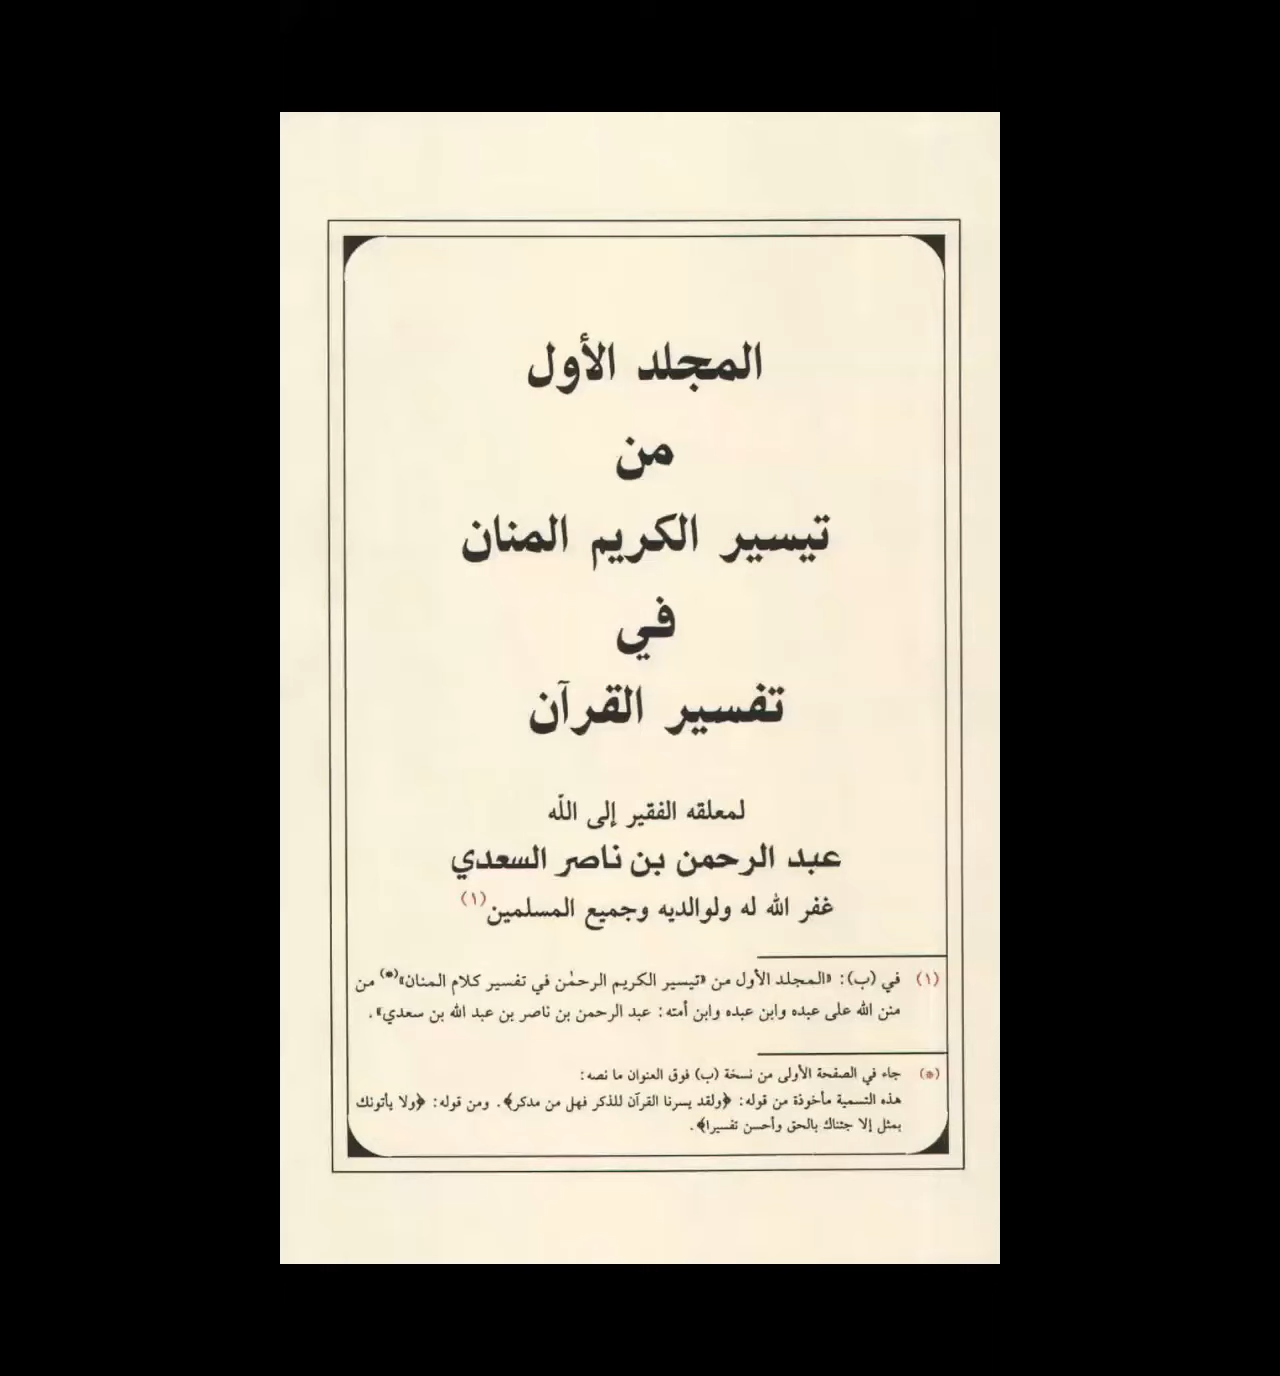 المجلد الأول
من
تيسير الكريم المنان
في
تفسير القرآن
لمعلقه الفقير إلى اللّه
عبد الرحمن بن ناصر السعدي
غفر الله له ولوالديه وجميع المسلمين(١)
(١) في (ب): «المجلد الأول من «تيسير الكريم الرحمٰن في تفسير كلام المنان»(*) من
منن الله على عبده وابن عبده وابن أمته: عبد الرحمن بن ناصر بن عبد الله بن سعدي».
(*) جاء في الصفحة الأولى من نسخة (ب) فوق العنوان ما نصه:
هذه التسمية مأخوذة من قوله: ﴿ولقد يسرنا القرآن للذكر فهل من مدكر﴾. ومن قوله: ﴿ولا يأتونك
بمثل إلا جئناك بالحق وأحسن تفسيرا﴾.